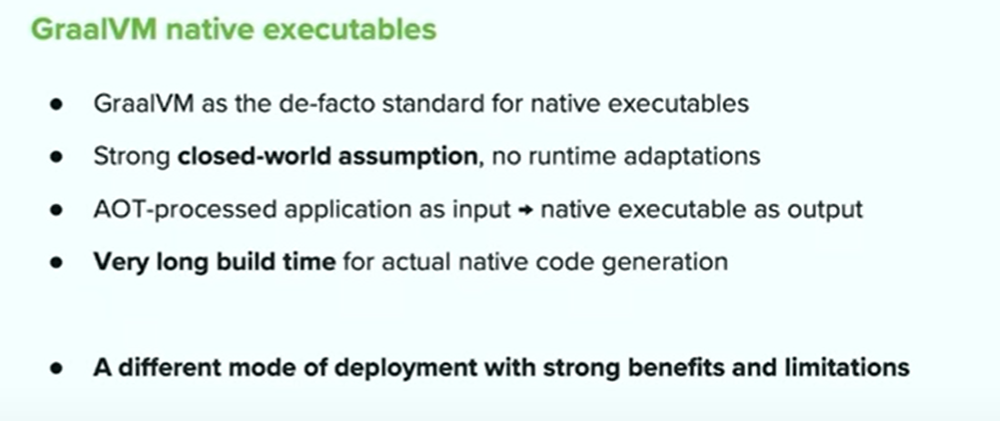 GraalVM native executables
● GraalVM as the de-facto standard for native executables
● Strong closed-world assumption, no runtime adaptations
● AOT-processed application as input → native executable as output
● Very long build time for actual native code generation
● A different mode of deployment with strong benefits and limitations